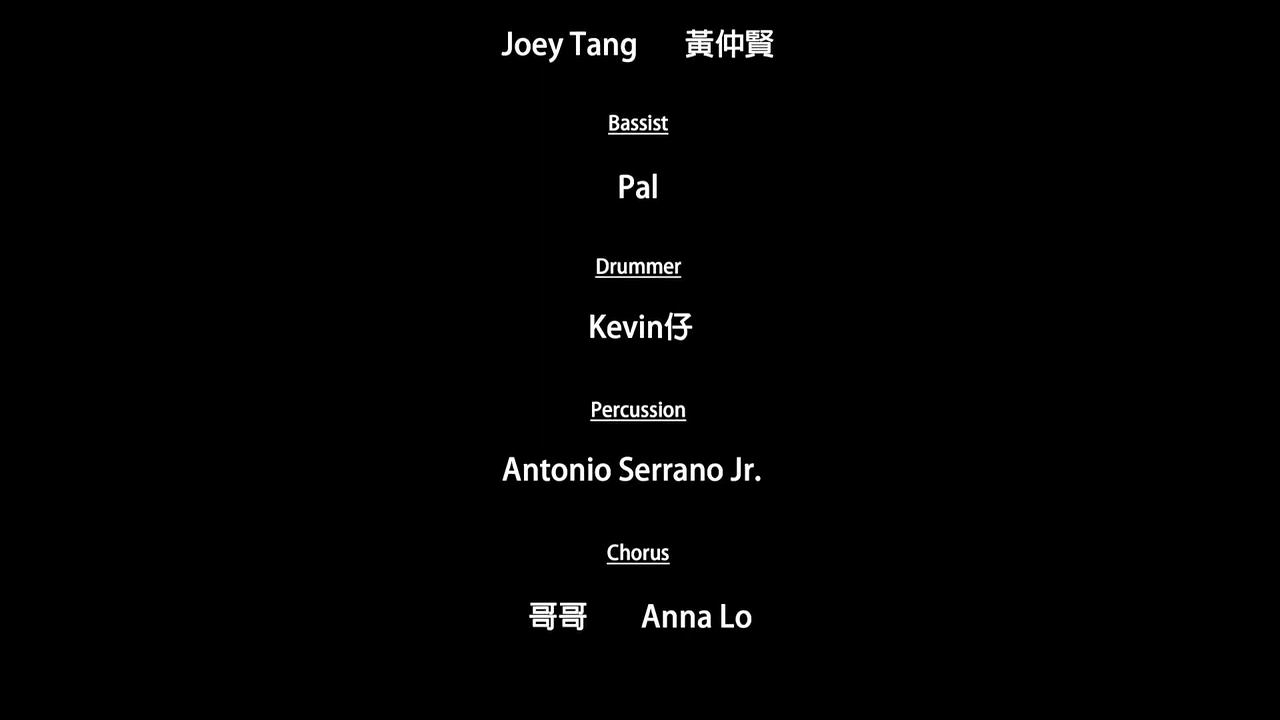 Joey Tang 黃仲賢
Bassist
Pal
Drummer
Kevin仔
Percussion
Antonio Serrano Jr.
Chorus
哥哥 Anna Lo